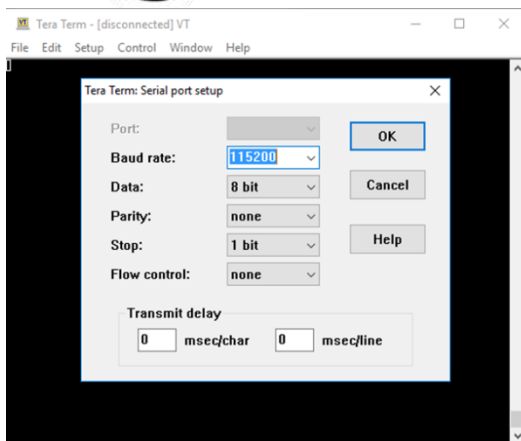 VT Tera Term - [disconnected] VT
File Edit Setup Control Window Help
Tera Term: Serial port setup
Port:
OK
Baud rate: 115200
Data: 8 bit
Cancel
Parity: none
Stop: 1 bit
Help
Flow control: none
Transmit delay
0 msec/char 0 msec/line